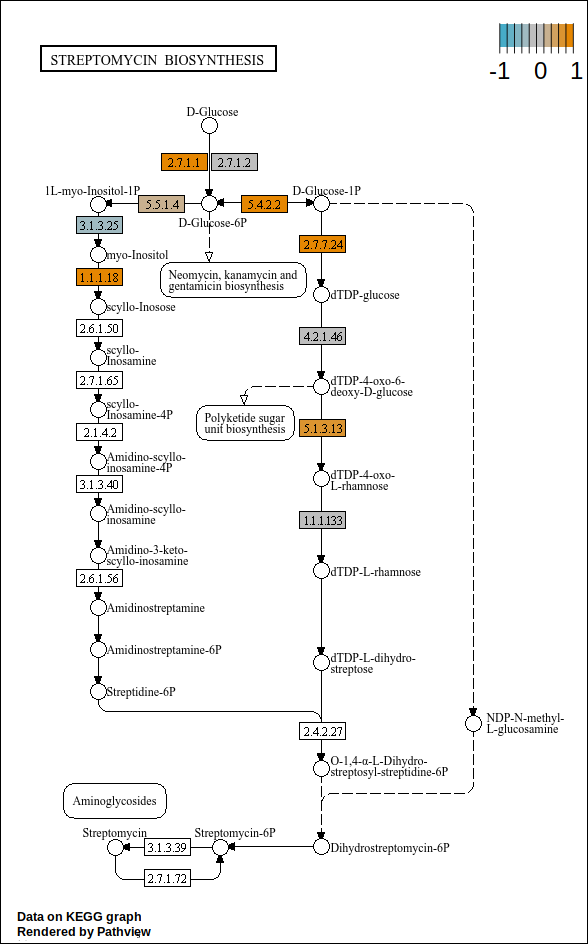 STREPTOMYCIN BIOSYNTHESIS
-1 0 1
D-Glucose
2.7.1.1 2.7.1.2
1L-myo-Inositol-1P
5.5.1.4
5.4.2.2
D-Glucose-1P
D-Glucose-6P
3.1.3.25
2.7.7.24
myo-Inositol
1.1.1.18
Neomycin, kanamycin and
gentamicin biosynthesis
dTDP-glucose
scyllo-Inosose
2.6.1.50
4.2.1.46
scyllo-
Inosamine
2.7.1.65
dTDP-4-oxo-6-
deoxy-D-glucose
scyllo-
Inosamine-4P
Polyketide sugar
unit biosynthesis
2.1.4.2
5.1.3.13
Amidino-scyllo-
inosamine-4P
dTDP-4-oxo-
L-rhamnose
3.1.3.40
Amidino-scyllo-
inosamine
1.1.1.133
Amidino-3-keto-
scyllo-inosamine
2.6.1.56
dTDP-L-rhamnose
Amidinostreptamine
Amidinostreptamine-6P
dTDP-L-dihydro-
streptose
Streptidine-6P
2.4.2.27
NDP-N-methyl-
L-glucosamine
O-1,4-α-L-Dihydro-
streptosyl-streptidine-6P
Aminoglycosides
Streptomycin
Streptomycin-6P
3.1.3.39
Dihydrostreptomycin-6P
2.7.1.72
Data on KEGG graph
Rendered by Pathview